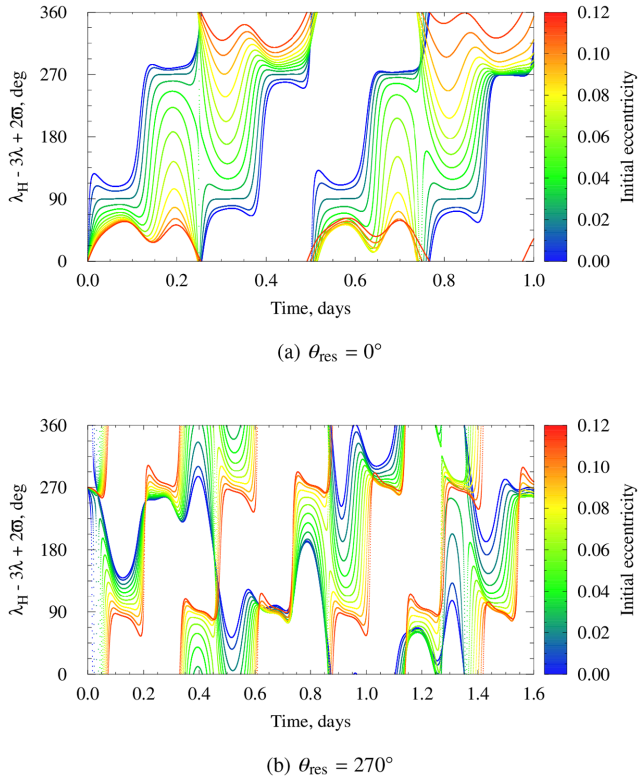 360
270
180
90
0
λH - 3λ + 2ϖ, deg
0.0 0.2 0.4 0.6 0.8 1.0
Time, days
0.12
0.10
0.08
0.06
0.04
0.02
0.00
Initial eccentricity
(a) θres = 0°
360
270
180
90
0
λH - 3λ + 2ϖ, deg
0.0 0.2 0.4 0.6 0.8 1.0 1.2 1.4 1.6
Time, days
0.12
0.10
0.08
0.06
0.04
0.02
0.00
Initial eccentricity
(b) θres = 270°